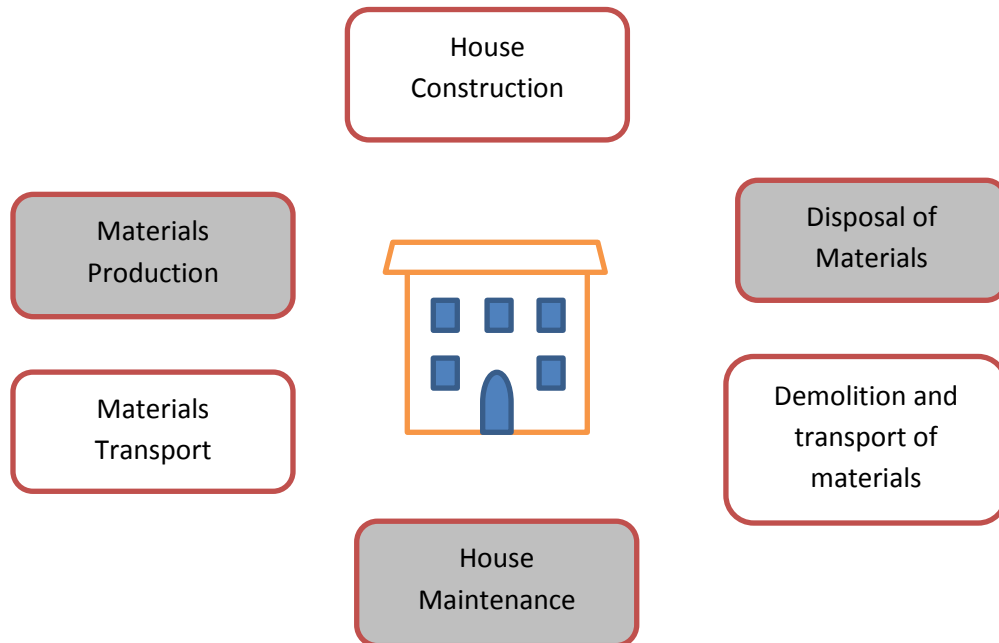 House
Construction
Materials
Production
Disposal of
Materials
Materials
Transport
Demolition and
transport of
materials
House
Maintenance